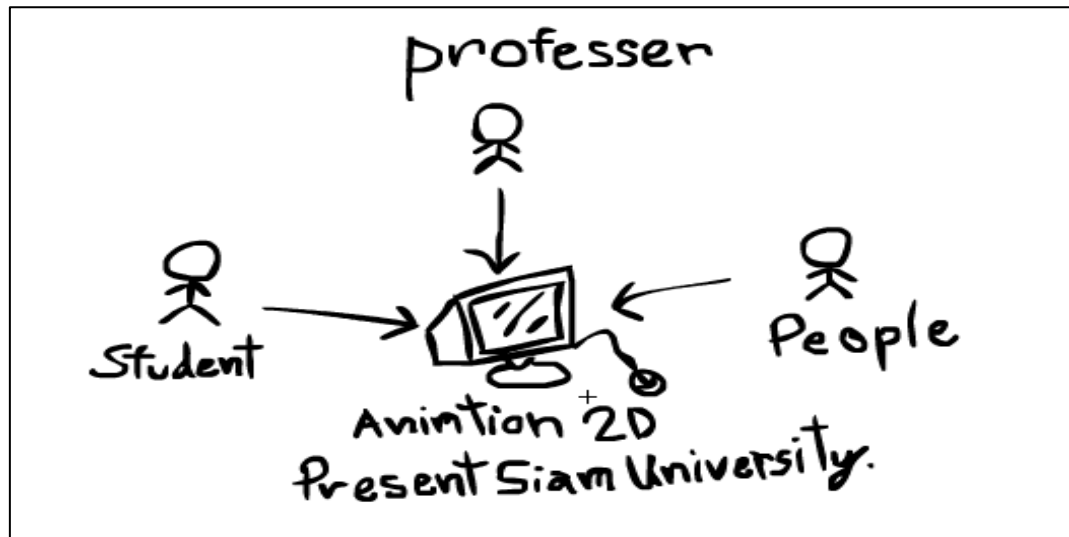 professer
Student
People
Animtion 2D
Present Siam University.